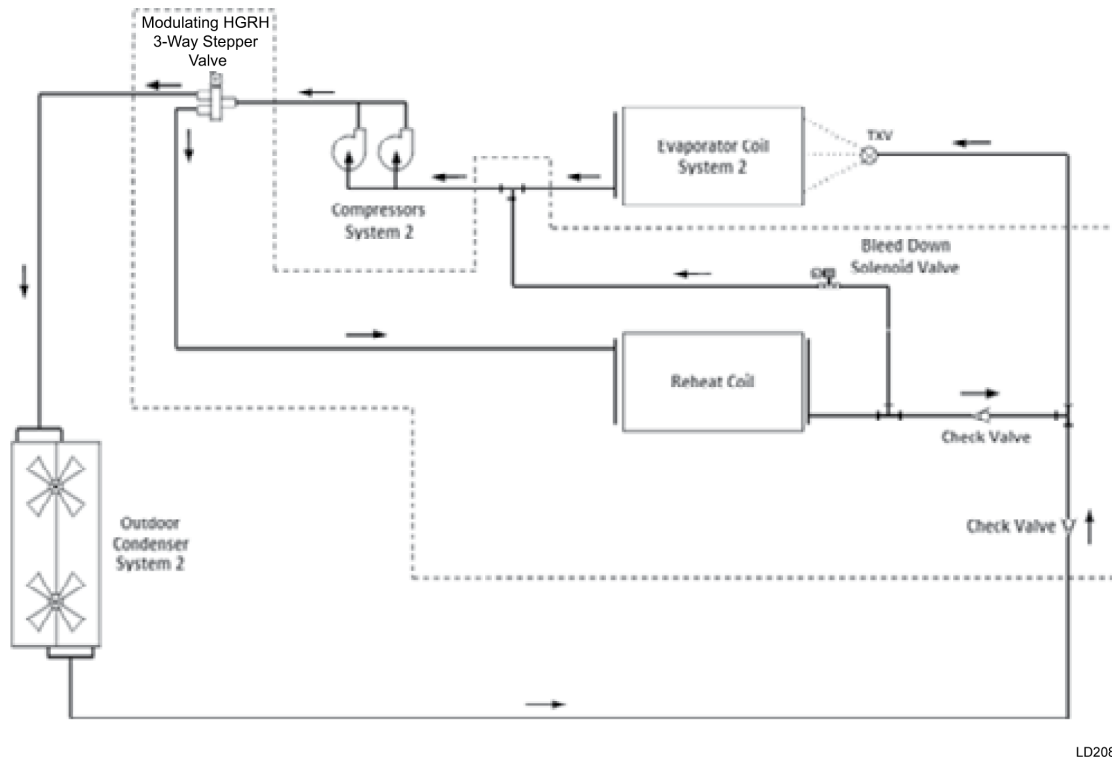 Modulating HGRH
3-Way Stepper
Valve
Evaporator Coil
System 2
TXV
Compressors
System 2
Bleed Down
Solenoid Valve
Reheat Coil
Check Valve
Check Valve
Outdoor
Condenser
System 2
LD208